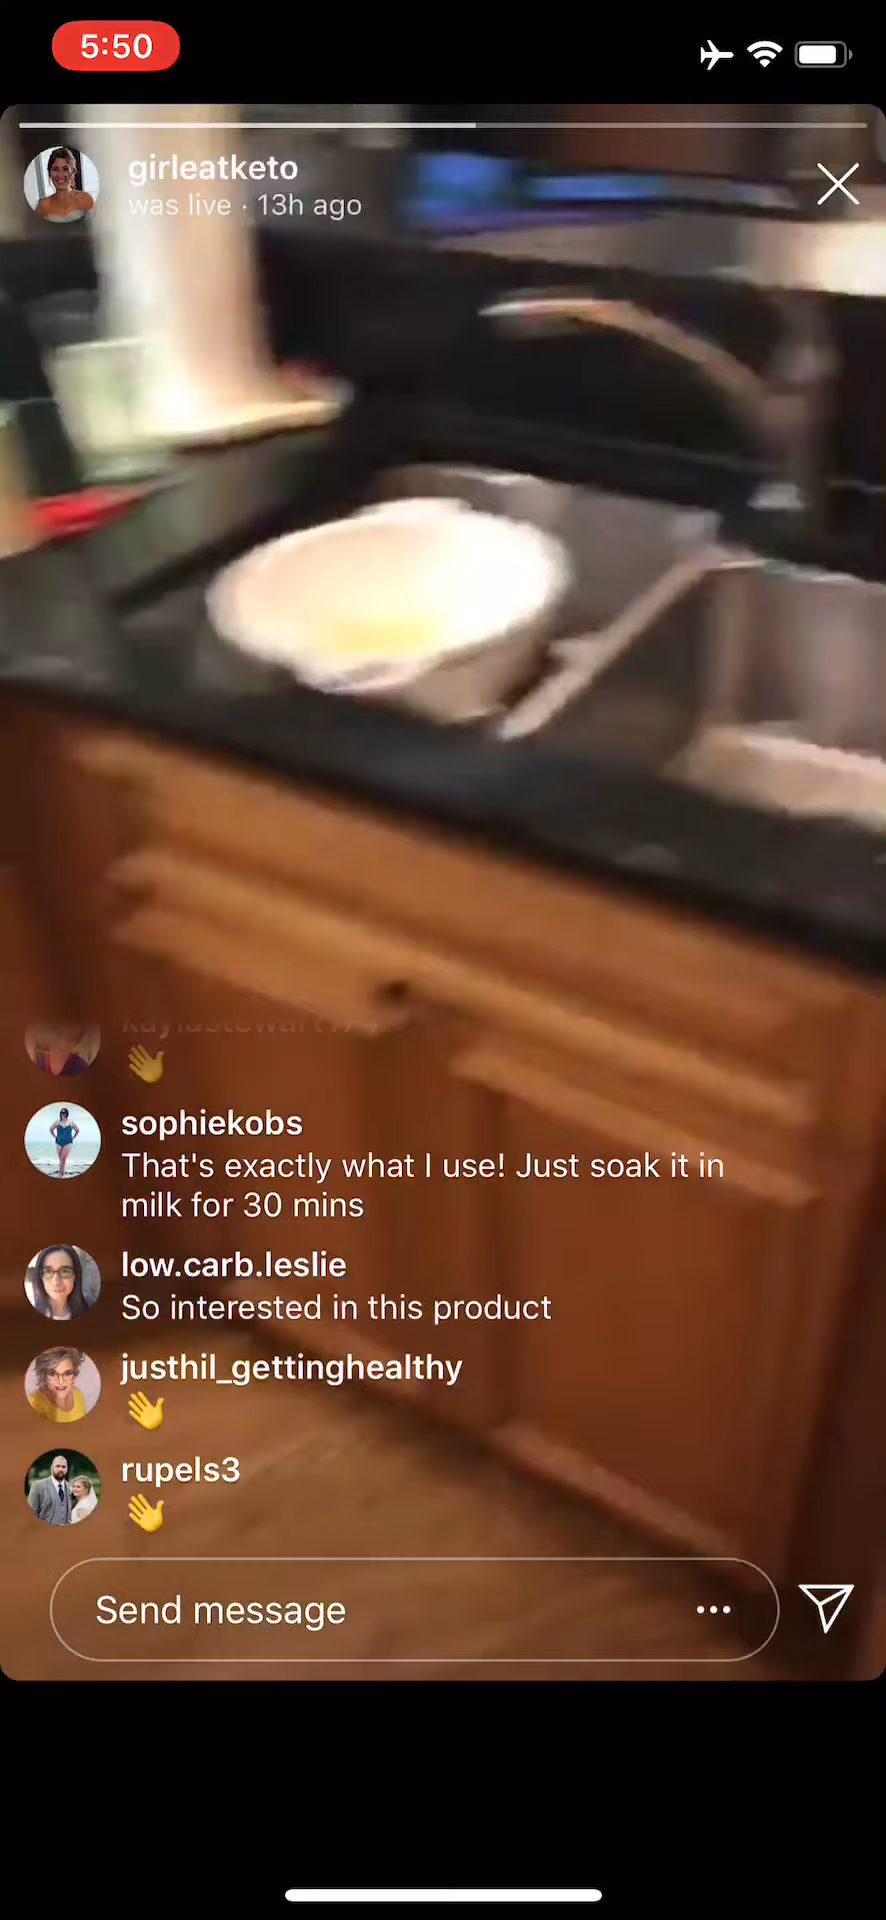 5:50
girleatketo
was live · 13h ago
sophiekobs
That's exactly what I use! Just soak it in
milk for 30 mins
low.carb.leslie
So interested in this product
justhil_gettinghealthy
👋
rupels3
👋
Send message